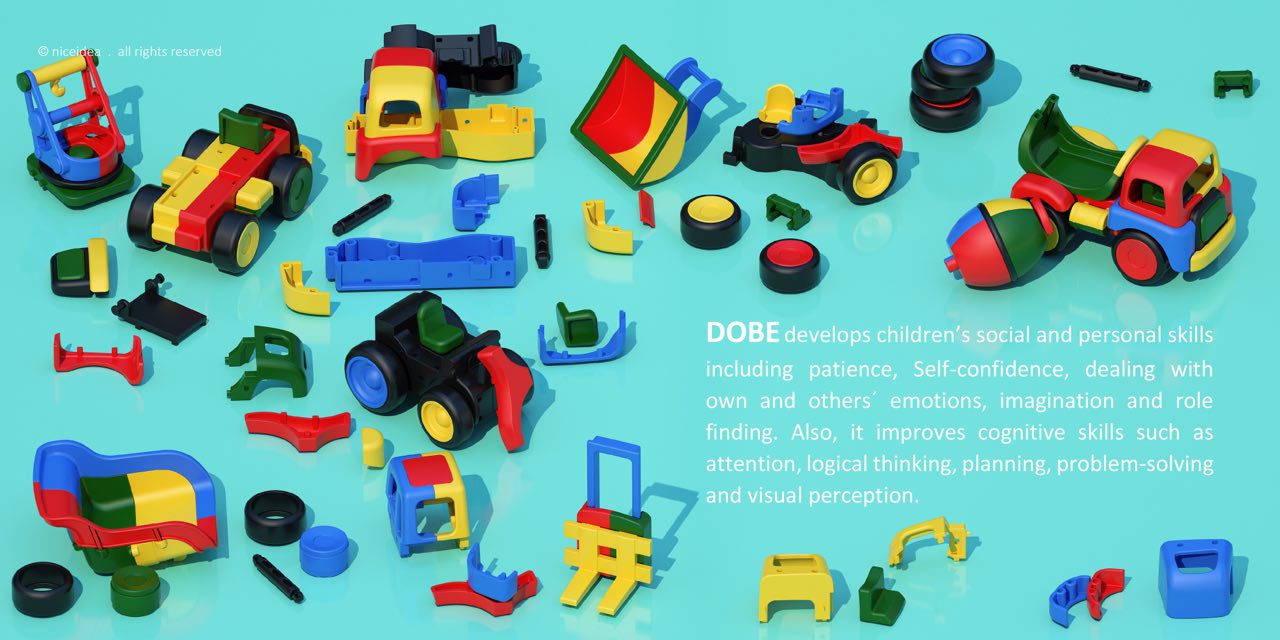 © niceidea . all rights reserved
DOBE develops children’s social and personal skills
including patience, Self-confidence, dealing with
own and others´ emotions, imagination and role
finding. Also, it improves cognitive skills such as
attention, logical thinking, planning, problem-solving
and visual perception.